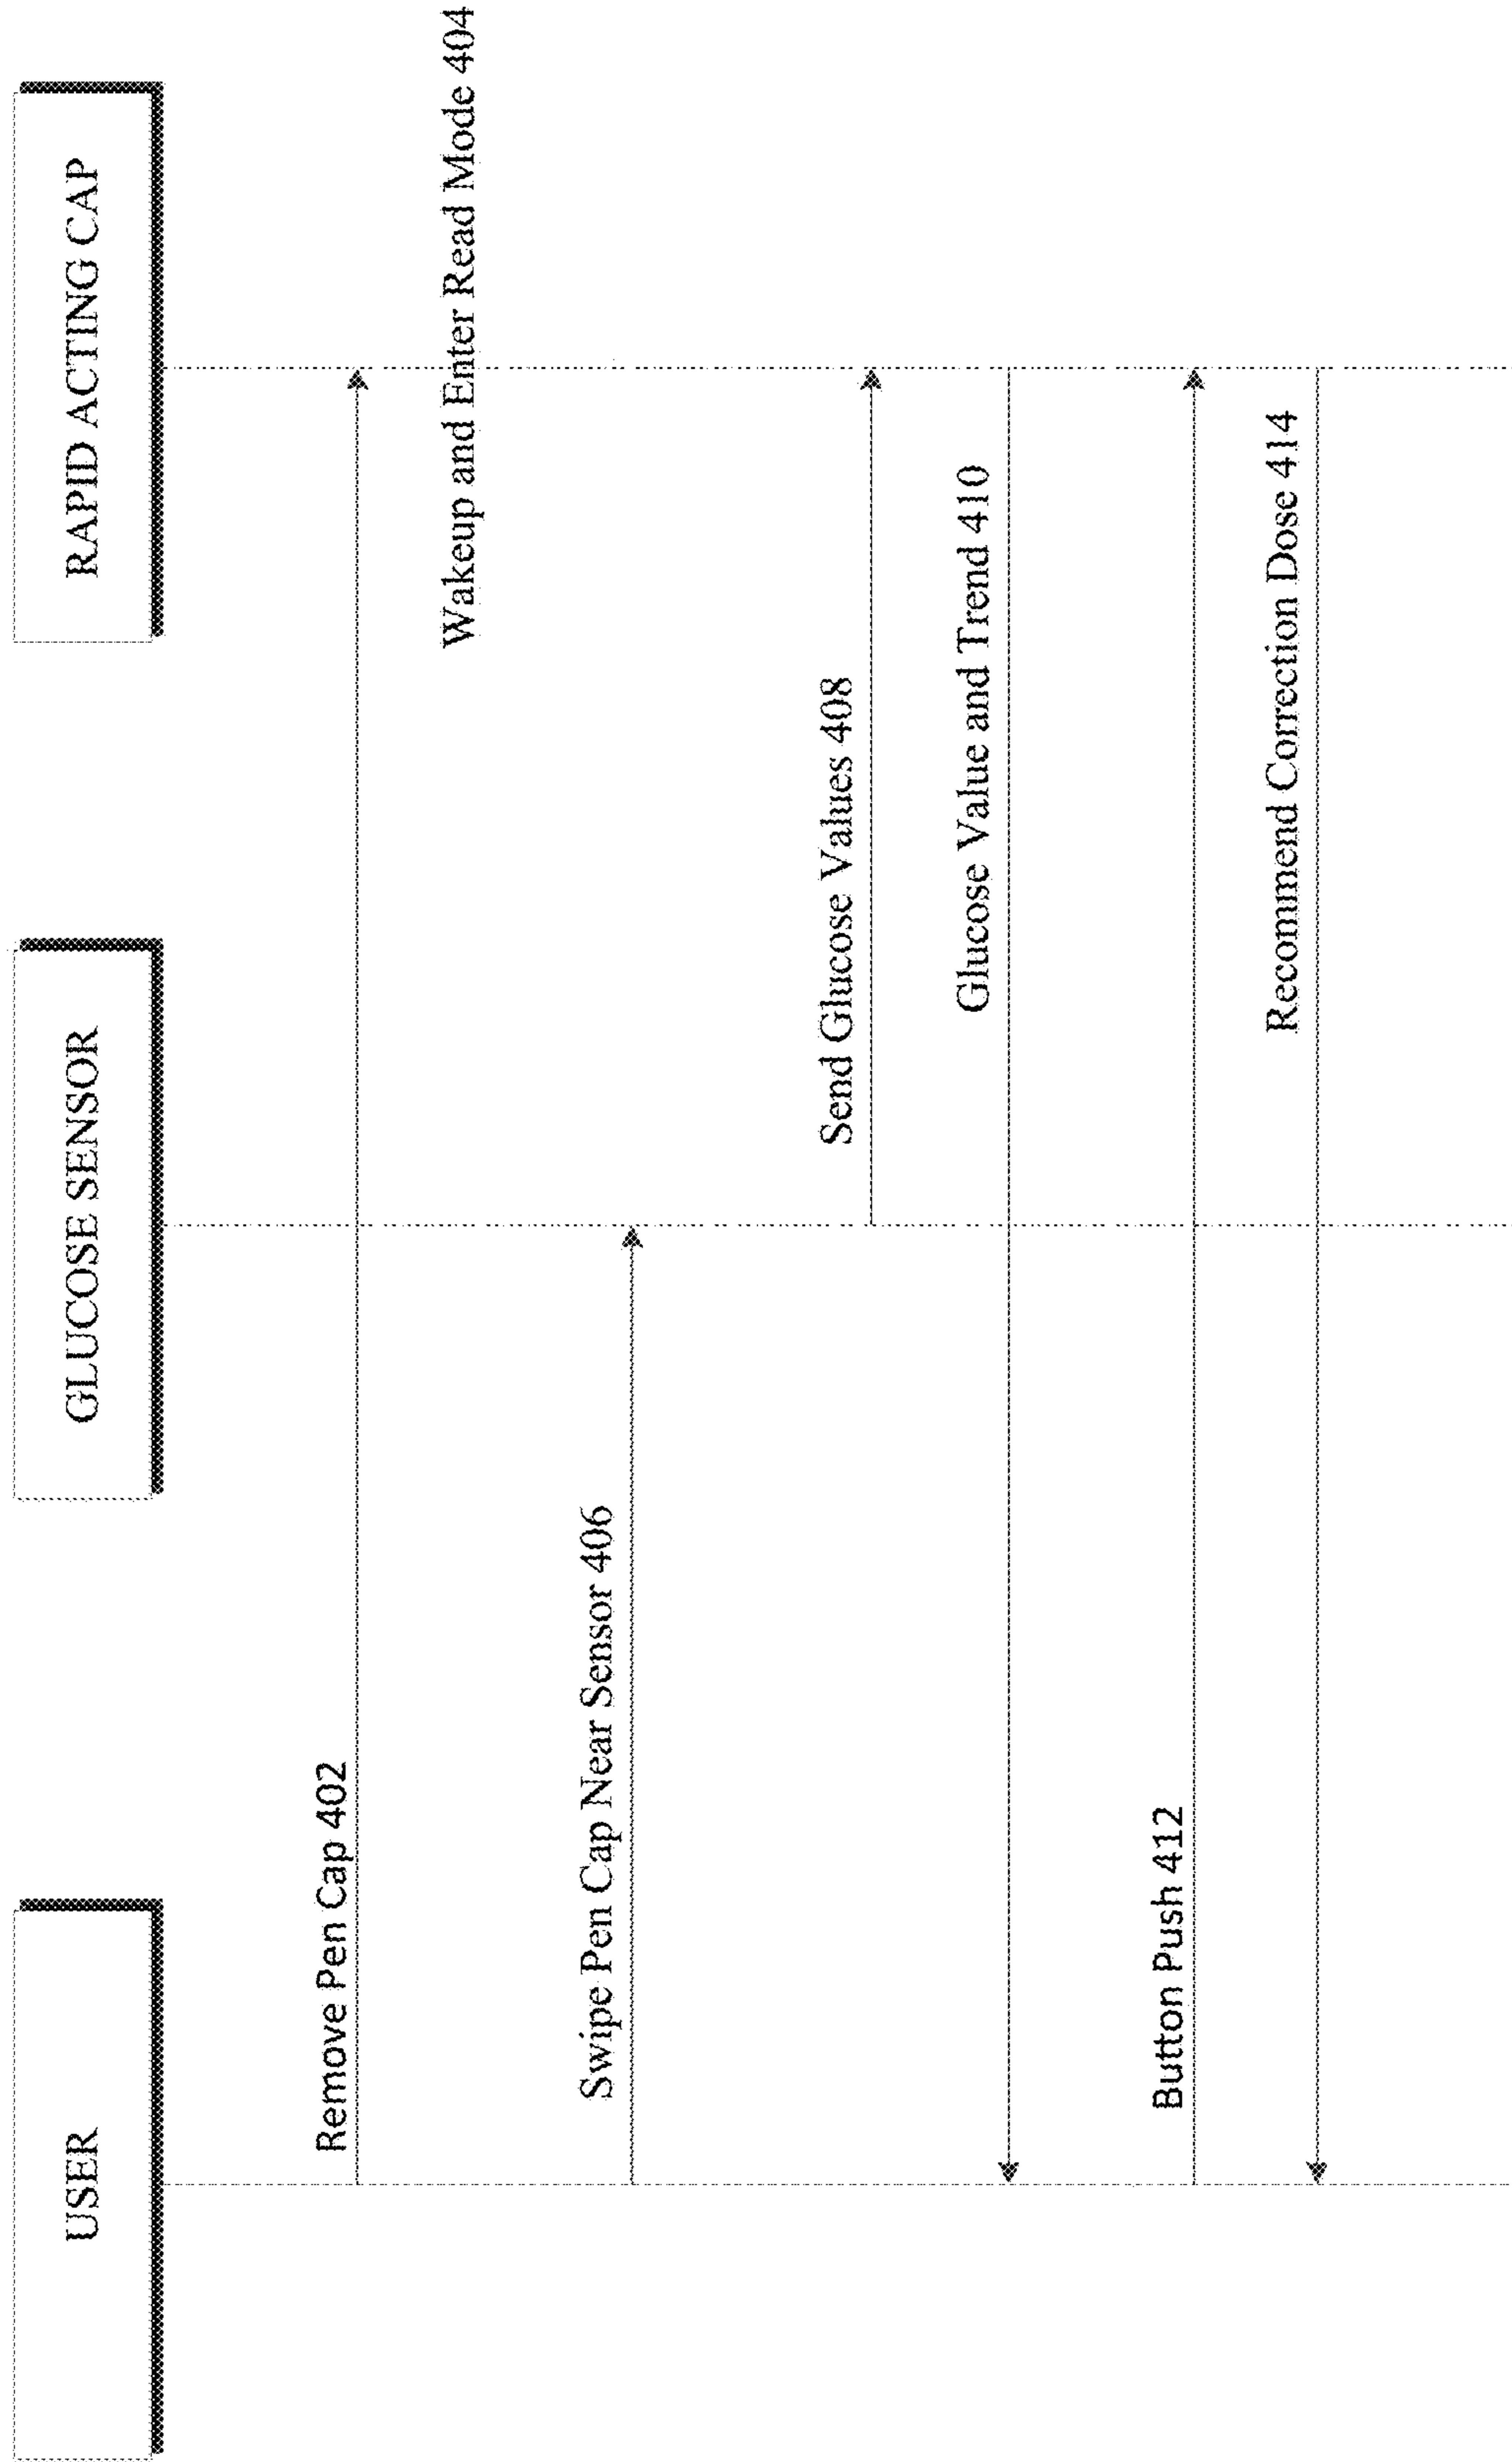 USER
GLUCOSE SENSOR
RAPID ACTING CAP
Remove Pen Cap 402
Wakeup and Enter Read Mode 404
Swipe Pen Cap Near Sensor 406
Send Glucose Values 408
Glucose Value and Trend 410
Button Push 412
Recommend Correction Dose 414